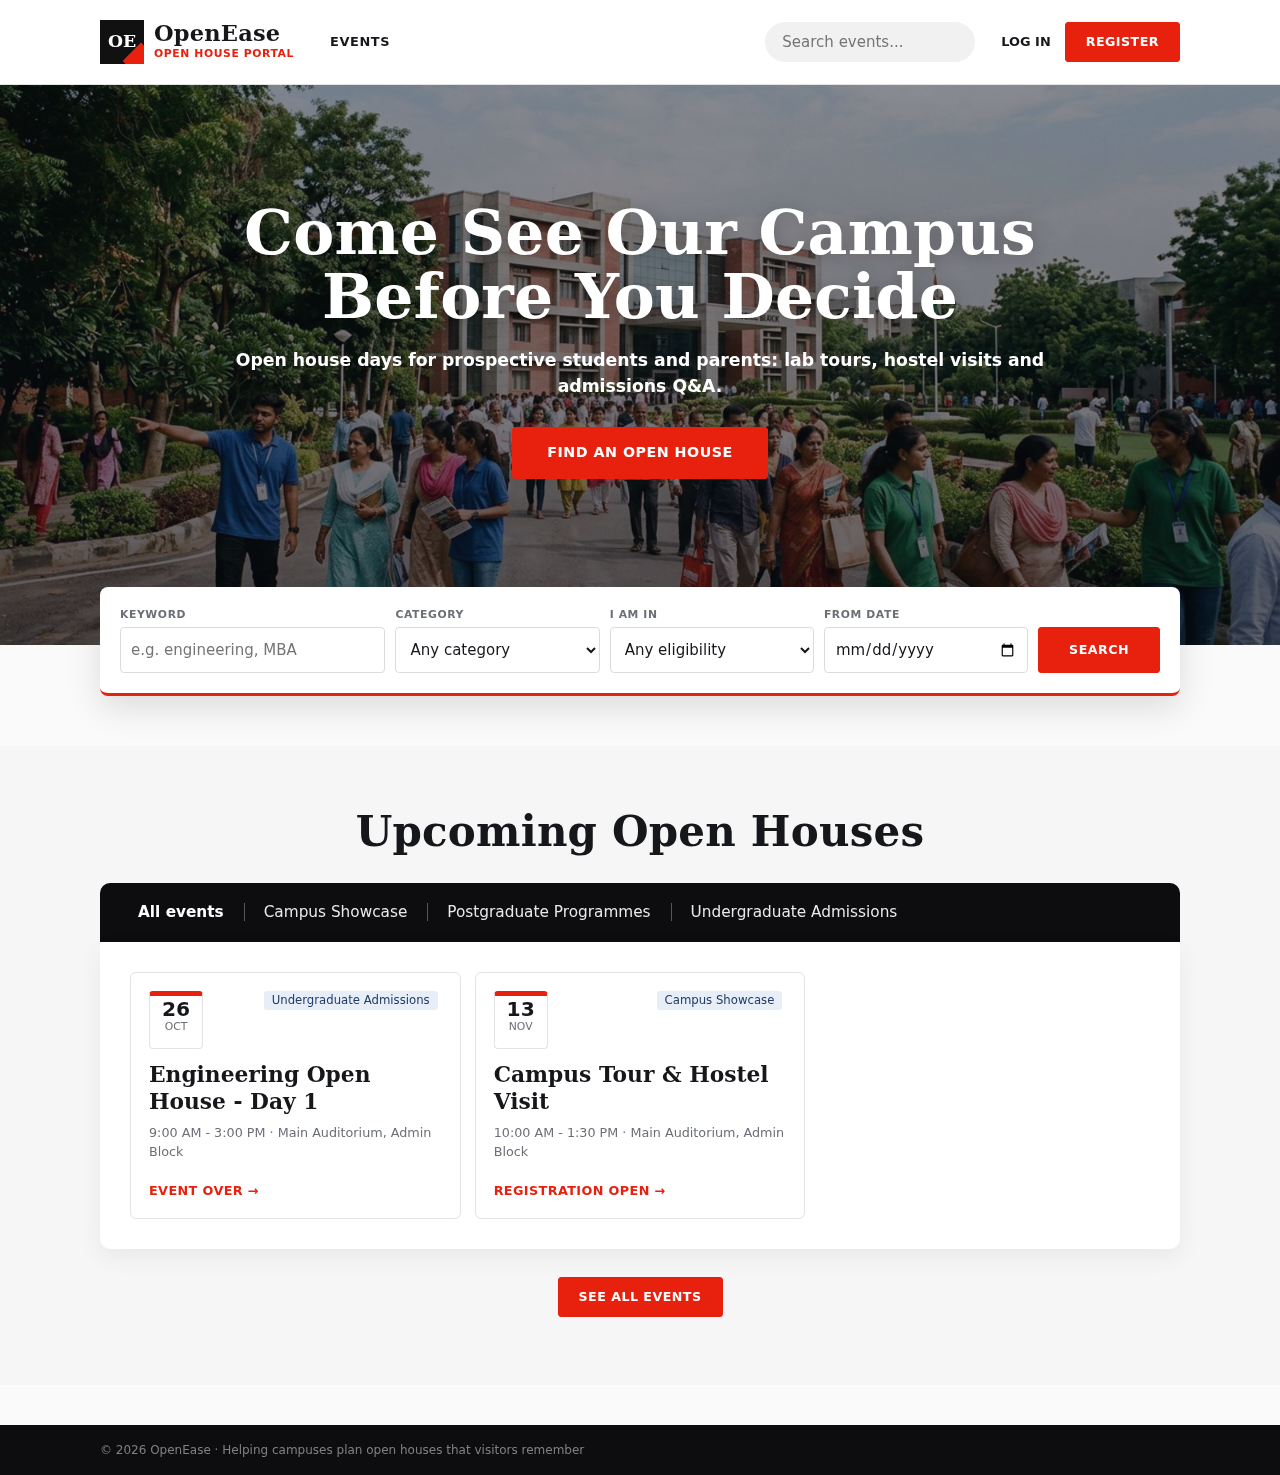 OE
OpenEase
OPEN HOUSE PORTAL
EVENTS
Search events...
LOG IN
REGISTER
Come See Our Campus
Before You Decide
Open house days for prospective students and parents: lab tours, hostel visits and
admissions Q&A.
FIND AN OPEN HOUSE
KEYWORD
e.g. engineering, MBA
CATEGORY
Any category
I AM IN
Any eligibility
FROM DATE
mm/dd/yyyy
SEARCH
Upcoming Open Houses
All events
Campus Showcase
Postgraduate Programmes
Undergraduate Admissions
26
OCT
Undergraduate Admissions
Engineering Open
House - Day 1
9:00 AM - 3:00 PM · Main Auditorium, Admin
Block
EVENT OVER →
13
NOV
Campus Showcase
Campus Tour & Hostel
Visit
10:00 AM - 1:30 PM · Main Auditorium, Admin
Block
REGISTRATION OPEN →
SEE ALL EVENTS
© 2026 OpenEase · Helping campuses plan open houses that visitors remember